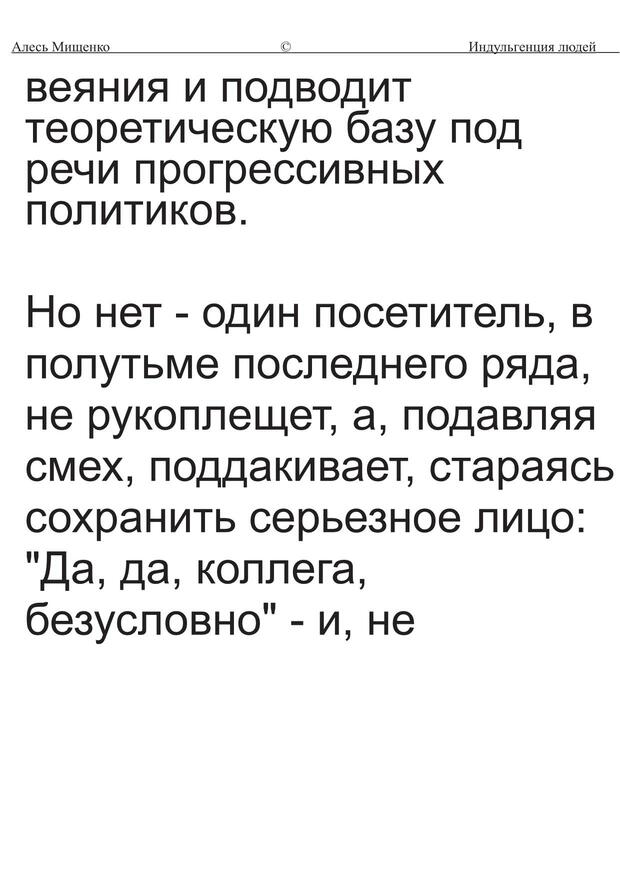 Алесь Мищенко © Индульгенция людей
веяния и подводит
теоретическую базу под
речи прогрессивных
политиков.
Но нет - один посетитель, в
полутьме последнего ряда,
не рукоплещет, а, подавляя
смех, поддакивает, стараясь
сохранить серьезное лицо:
"Да, да, коллега,
безусловно" - и, не